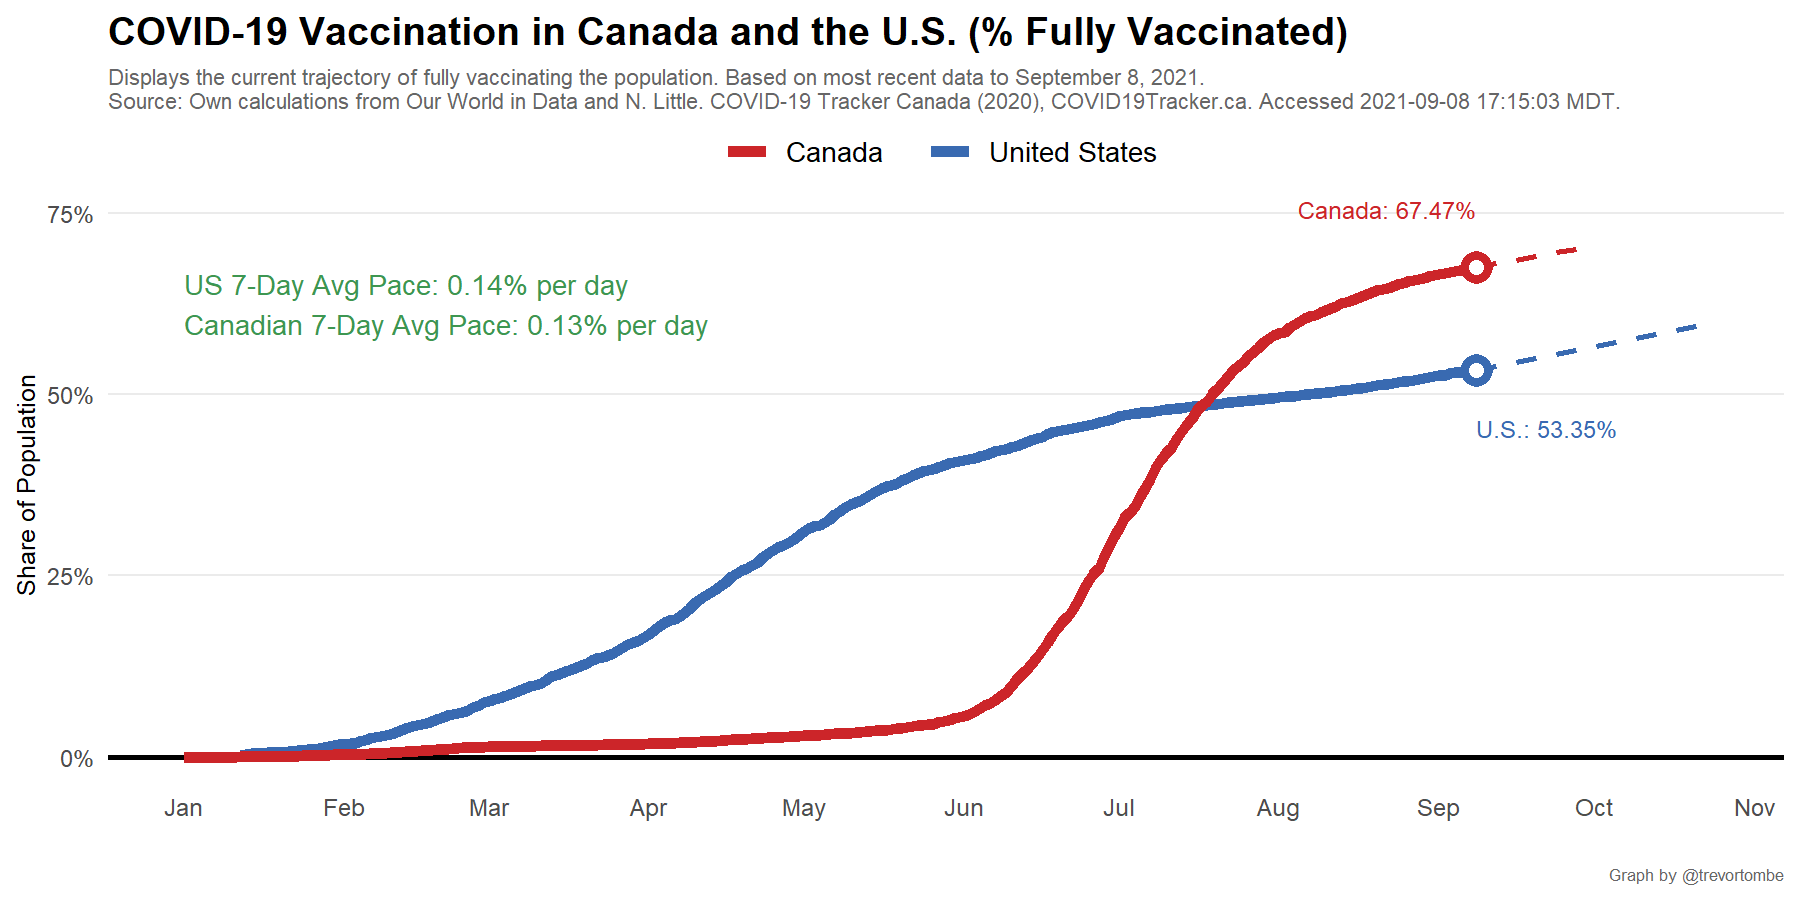 COVID-19 Vaccination in Canada and the U.S. (% Fully Vaccinated)
Displays the current trajectory of fully vaccinating the population. Based on most recent data to September 8, 2021.
Source: Own calculations from Our World in Data and N. Little. COVID-19 Tracker Canada (2020), COVID19Tracker.ca. Accessed 2021-09-08 17:15:03 MDT.
Canada
United States
75%
Canada: 67.47%
US 7-Day Avg Pace: 0.14% per day
Canadian 7-Day Avg Pace: 0.13% per day
50%
U.S.: 53.35%
Share of Population
25%
0%
Jan Feb Mar Apr May Jun Jul Aug Sep Oct Nov
Graph by @trevortombe